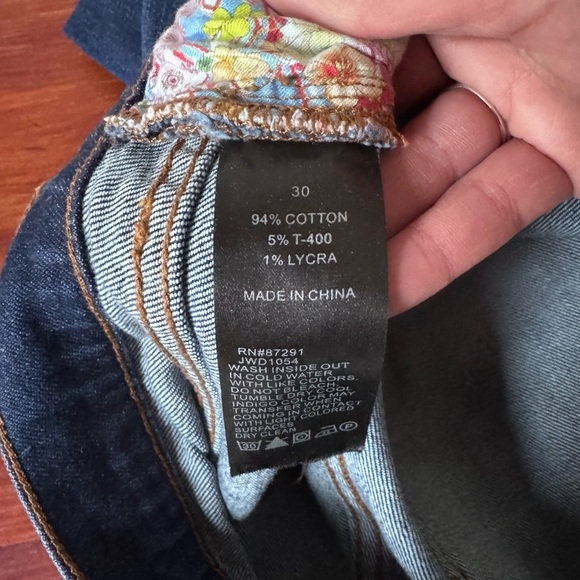 30
94% COTTON
5% T-400
1% LYCRA
MADE IN CHINA
RN#87291
JWD1054
WASH INSIDE OUT
IN COLD WATER
WITH LIKE COLORS.
DO NOT BLEACH.
TUMBLE DRY COOL
INDIGO COLOR MAY
TRANSFER WHEN
COMING IN CONTACT
WITH LIGHT COLORED
SURFACES
DRY CLEAN
30